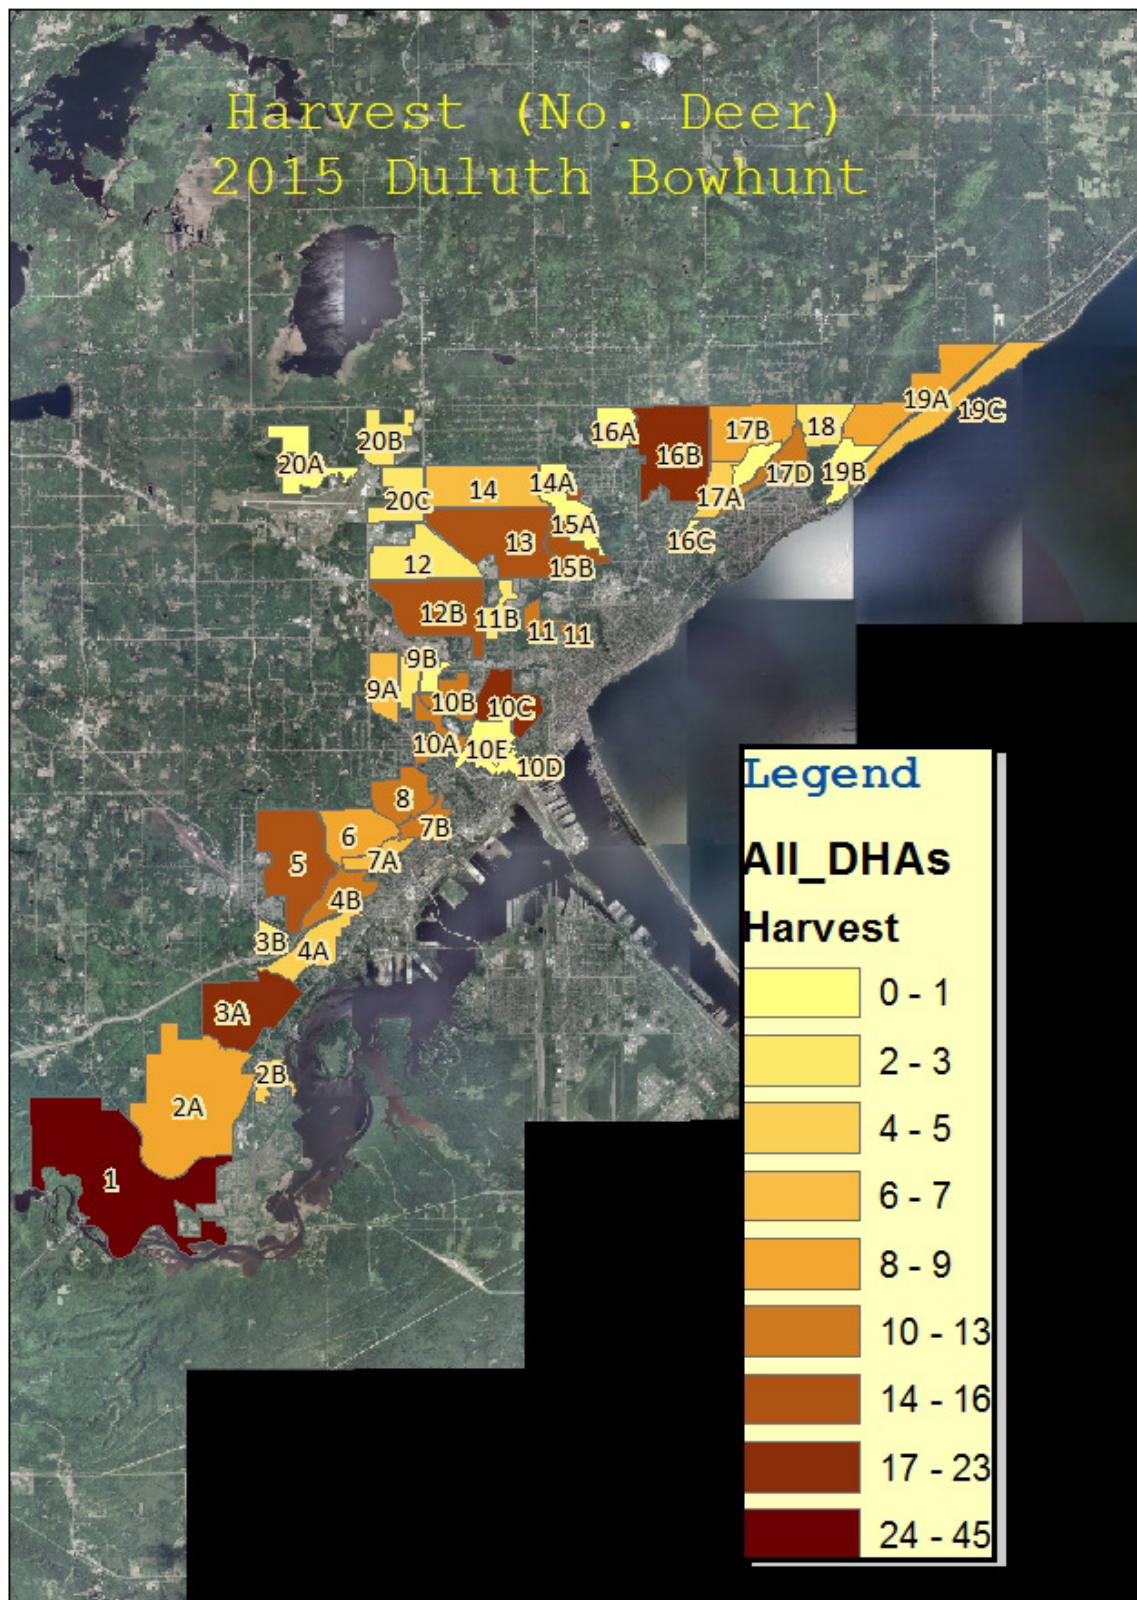 Harvest (No. Deer)
2015 Duluth Bowhunt
19A
19C
16A
17B
18
20B
16B
20A
17D
19B
14A
14
17A
20C
15A
16C
13
12
15B
12B
11B
11
11
9B
9A
10B
10C
10A
10E
10D
8
7B
6
7A
5
4B
3B
4A
3A
2B
2A
1
Legend
All_DHAs
Harvest
0 - 1
2 - 3
4 - 5
6 - 7
8 - 9
10 - 13
14 - 16
17 - 23
24 - 45